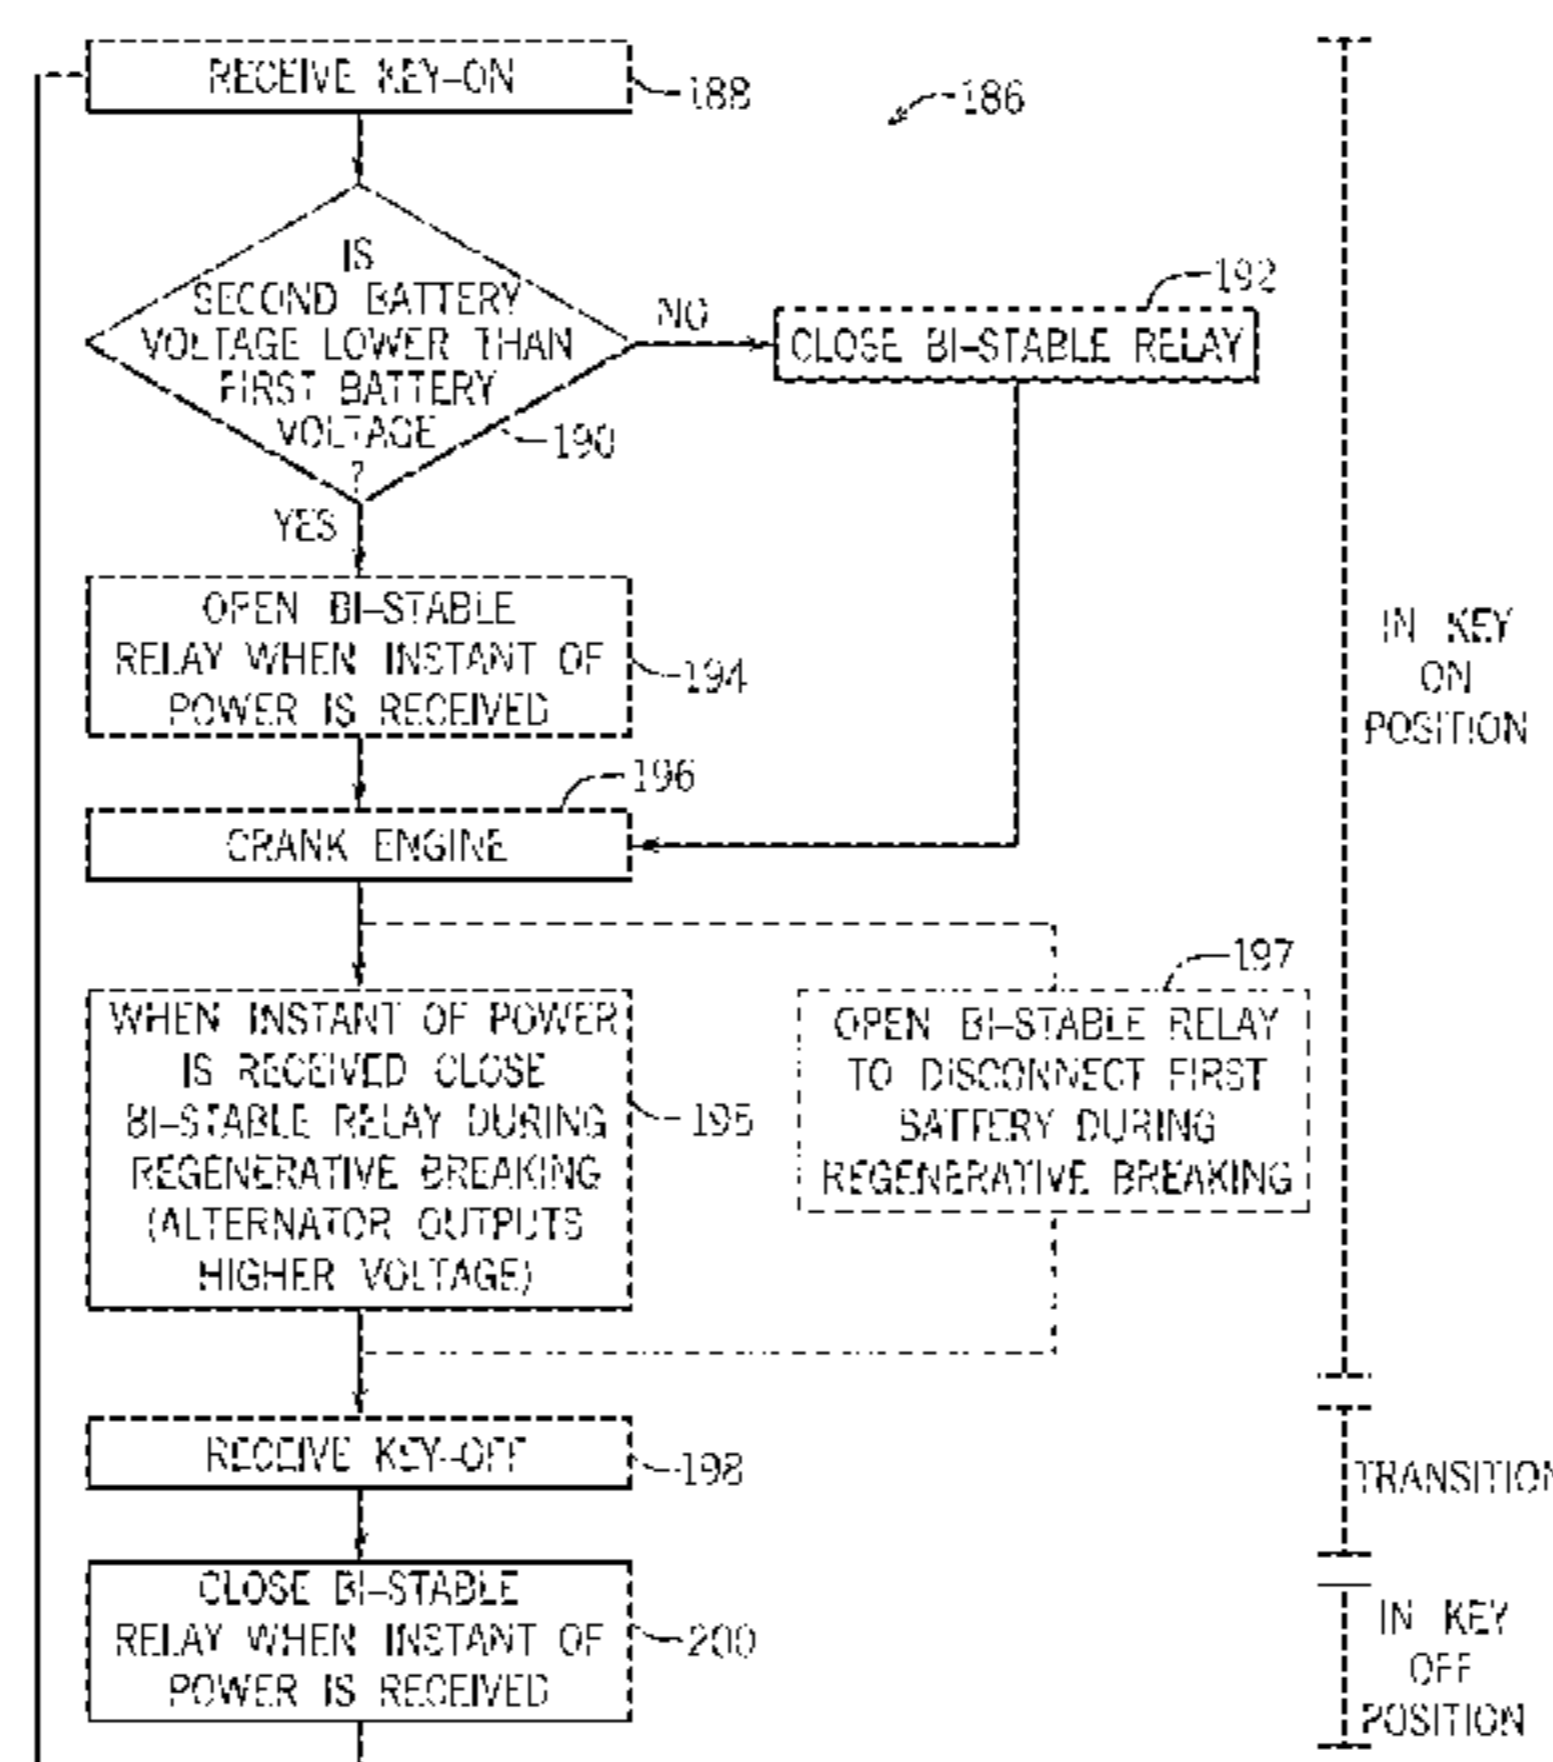 RECEIVE KEY-ON
188
186
IS
SECOND BATTERY
VOLTAGE LOWER THAN
FIRST BATTERY
VOLTAGE
?
190
NO
192
CLOSE BI-STABLE RELAY
YES
OPEN BI-STABLE
RELAY WHEN INSTANT OF
POWER IS RECEIVED
194
196
CRANK ENGINE
WHEN INSTANT OF POWER
IS RECEIVED CLOSE
BI-STABLE RELAY DURING
REGENERATIVE BREAKING
(ALTERNATOR OUTPUTS
HIGHER VOLTAGE)
195
197
OPEN BI-STABLE RELAY
TO DISCONNECT FIRST
BATTERY DURING
REGENERATIVE BREAKING
RECEIVE KEY-OFF
198
CLOSE BI-STABLE
RELAY WHEN INSTANT OF
POWER IS RECEIVED
200
IN KEY
ON
POSITION
TRANSITION
IN KEY
OFF
POSITION